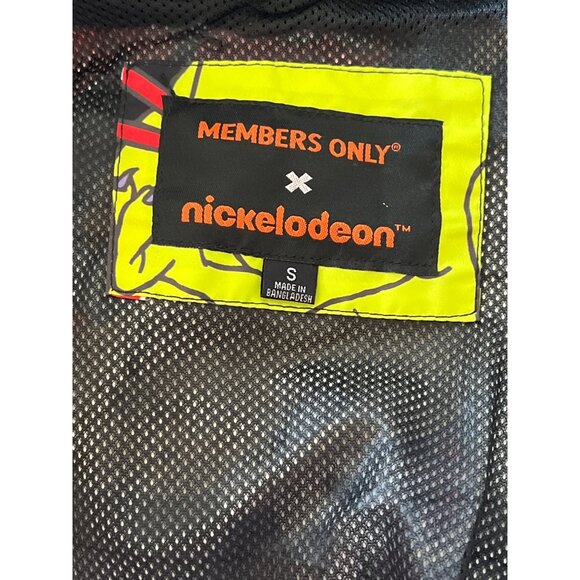 MEMBERS ONLY®
×
nickelodeon™
S
MADE IN
BANGLADESH